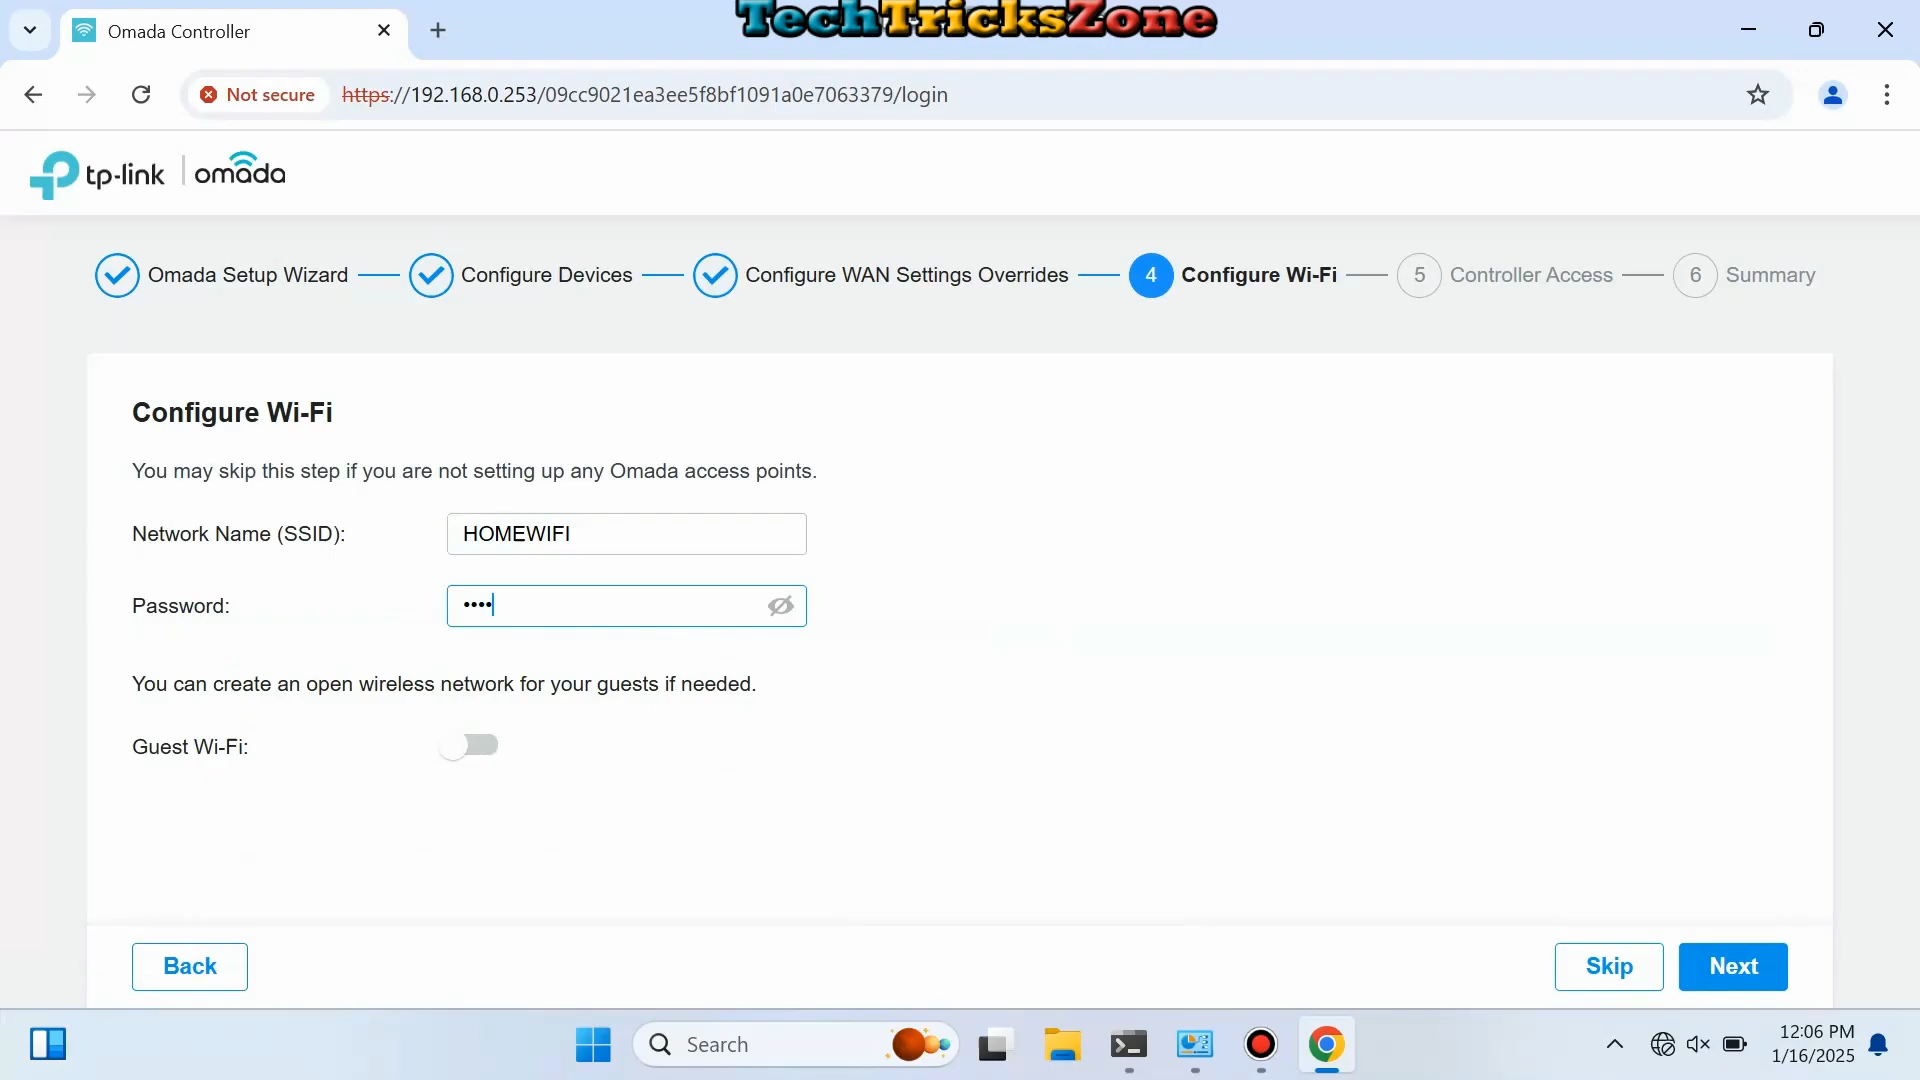 Omada Controller
TechTricksZone
Not secure
https://192.168.0.253/09cc9021ea3ee5f8bf1091a0e7063379/login
tp-link | omada
Omada Setup Wizard
Configure Devices
Configure WAN Settings Overrides
4 Configure Wi-Fi
5 Controller Access
6 Summary
Configure Wi-Fi
You may skip this step if you are not setting up any Omada access points.
Network Name (SSID): HOMEWIFI
Password: ••••
You can create an open wireless network for your guests if needed.
Guest Wi-Fi:
Back
Skip
Next
Search
12:06 PM
1/16/2025